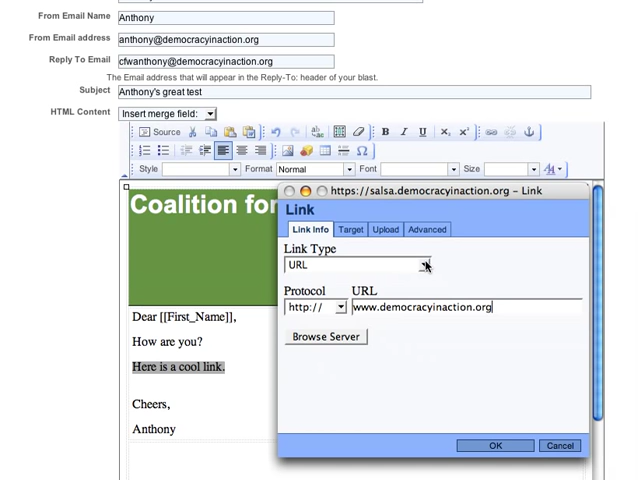 From Email Name Anthony
From Email address anthony@democracyinaction.org
Reply To Email cfwanthony@democracyinaction.org
The Email address that will appear in the Reply-To: header of your blast.
Subject Anthony's great test
HTML Content Insert merge field:
Source B I U x₂ x²
Style Format Normal Font Size
https://salsa.democracyinaction.org – Link
Coalition for
Link
Link Info Target Upload Advanced
Link Type
URL
Protocol URL
http:// www.democracyinaction.org
Browse Server
Dear [[First_Name]],
How are you?
Here is a cool link.
Cheers,
Anthony
OK Cancel